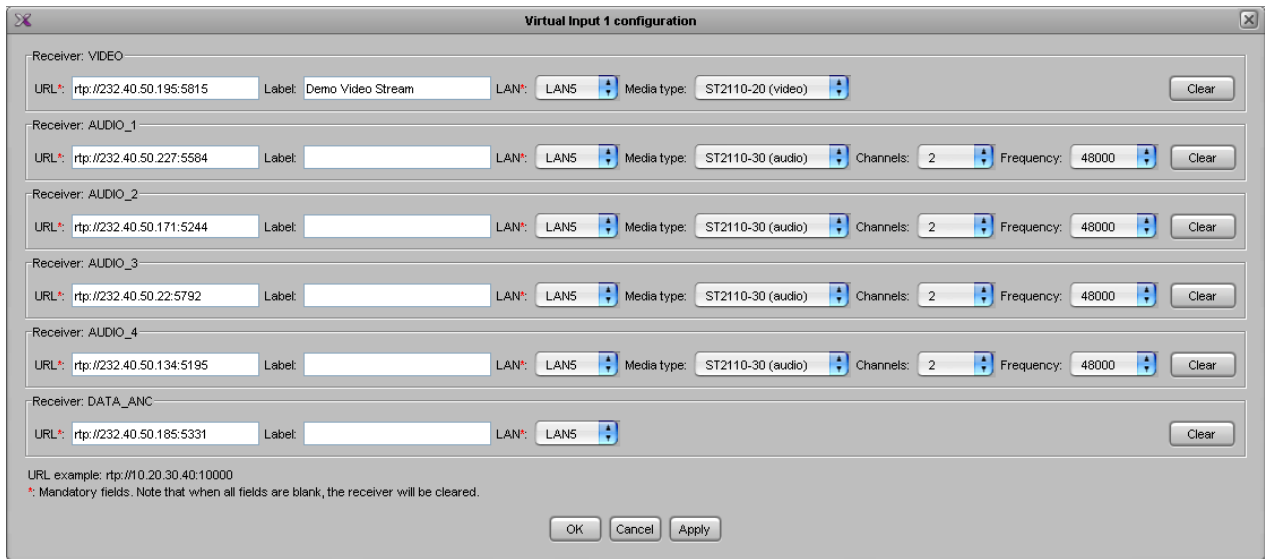 Virtual Input 1 configuration
Receiver: VIDEO
URL*: rtp://232.40.50.195:5815 Label: Demo Video Stream LAN*: LAN5 Media type: ST2110-20 (video) Clear
Receiver: AUDIO_1
URL*: rtp://232.40.50.227:5584 Label: LAN*: LAN5 Media type: ST2110-30 (audio) Channels: 2 Frequency: 48000 Clear
Receiver: AUDIO_2
URL*: rtp://232.40.50.171:5244 Label: LAN*: LAN5 Media type: ST2110-30 (audio) Channels: 2 Frequency: 48000 Clear
Receiver: AUDIO_3
URL*: rtp://232.40.50.22:5792 Label: LAN*: LAN5 Media type: ST2110-30 (audio) Channels: 2 Frequency: 48000 Clear
Receiver: AUDIO_4
URL*: rtp://232.40.50.134:5195 Label: LAN*: LAN5 Media type: ST2110-30 (audio) Channels: 2 Frequency: 48000 Clear
Receiver: DATA_ANC
URL*: rtp://232.40.50.185:5331 Label: LAN*: LAN5 Clear
URL example: rtp://10.20.30.40:10000
*: Mandatory fields. Note that when all fields are blank, the receiver will be cleared.
OK Cancel Apply